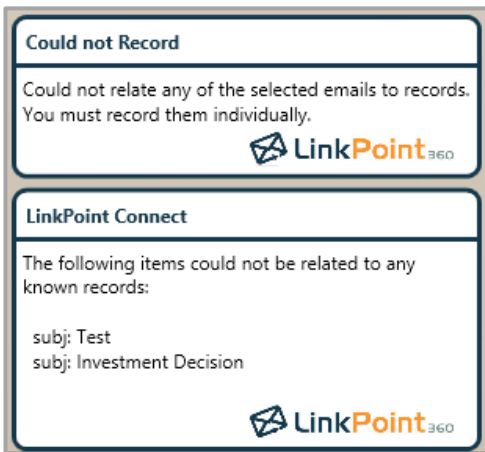 Could not Record
Could not relate any of the selected emails to records.
You must record them individually.
LinkPoint360
LinkPoint Connect
The following items could not be related to any
known records:
subj: Test
subj: Investment Decision
LinkPoint360